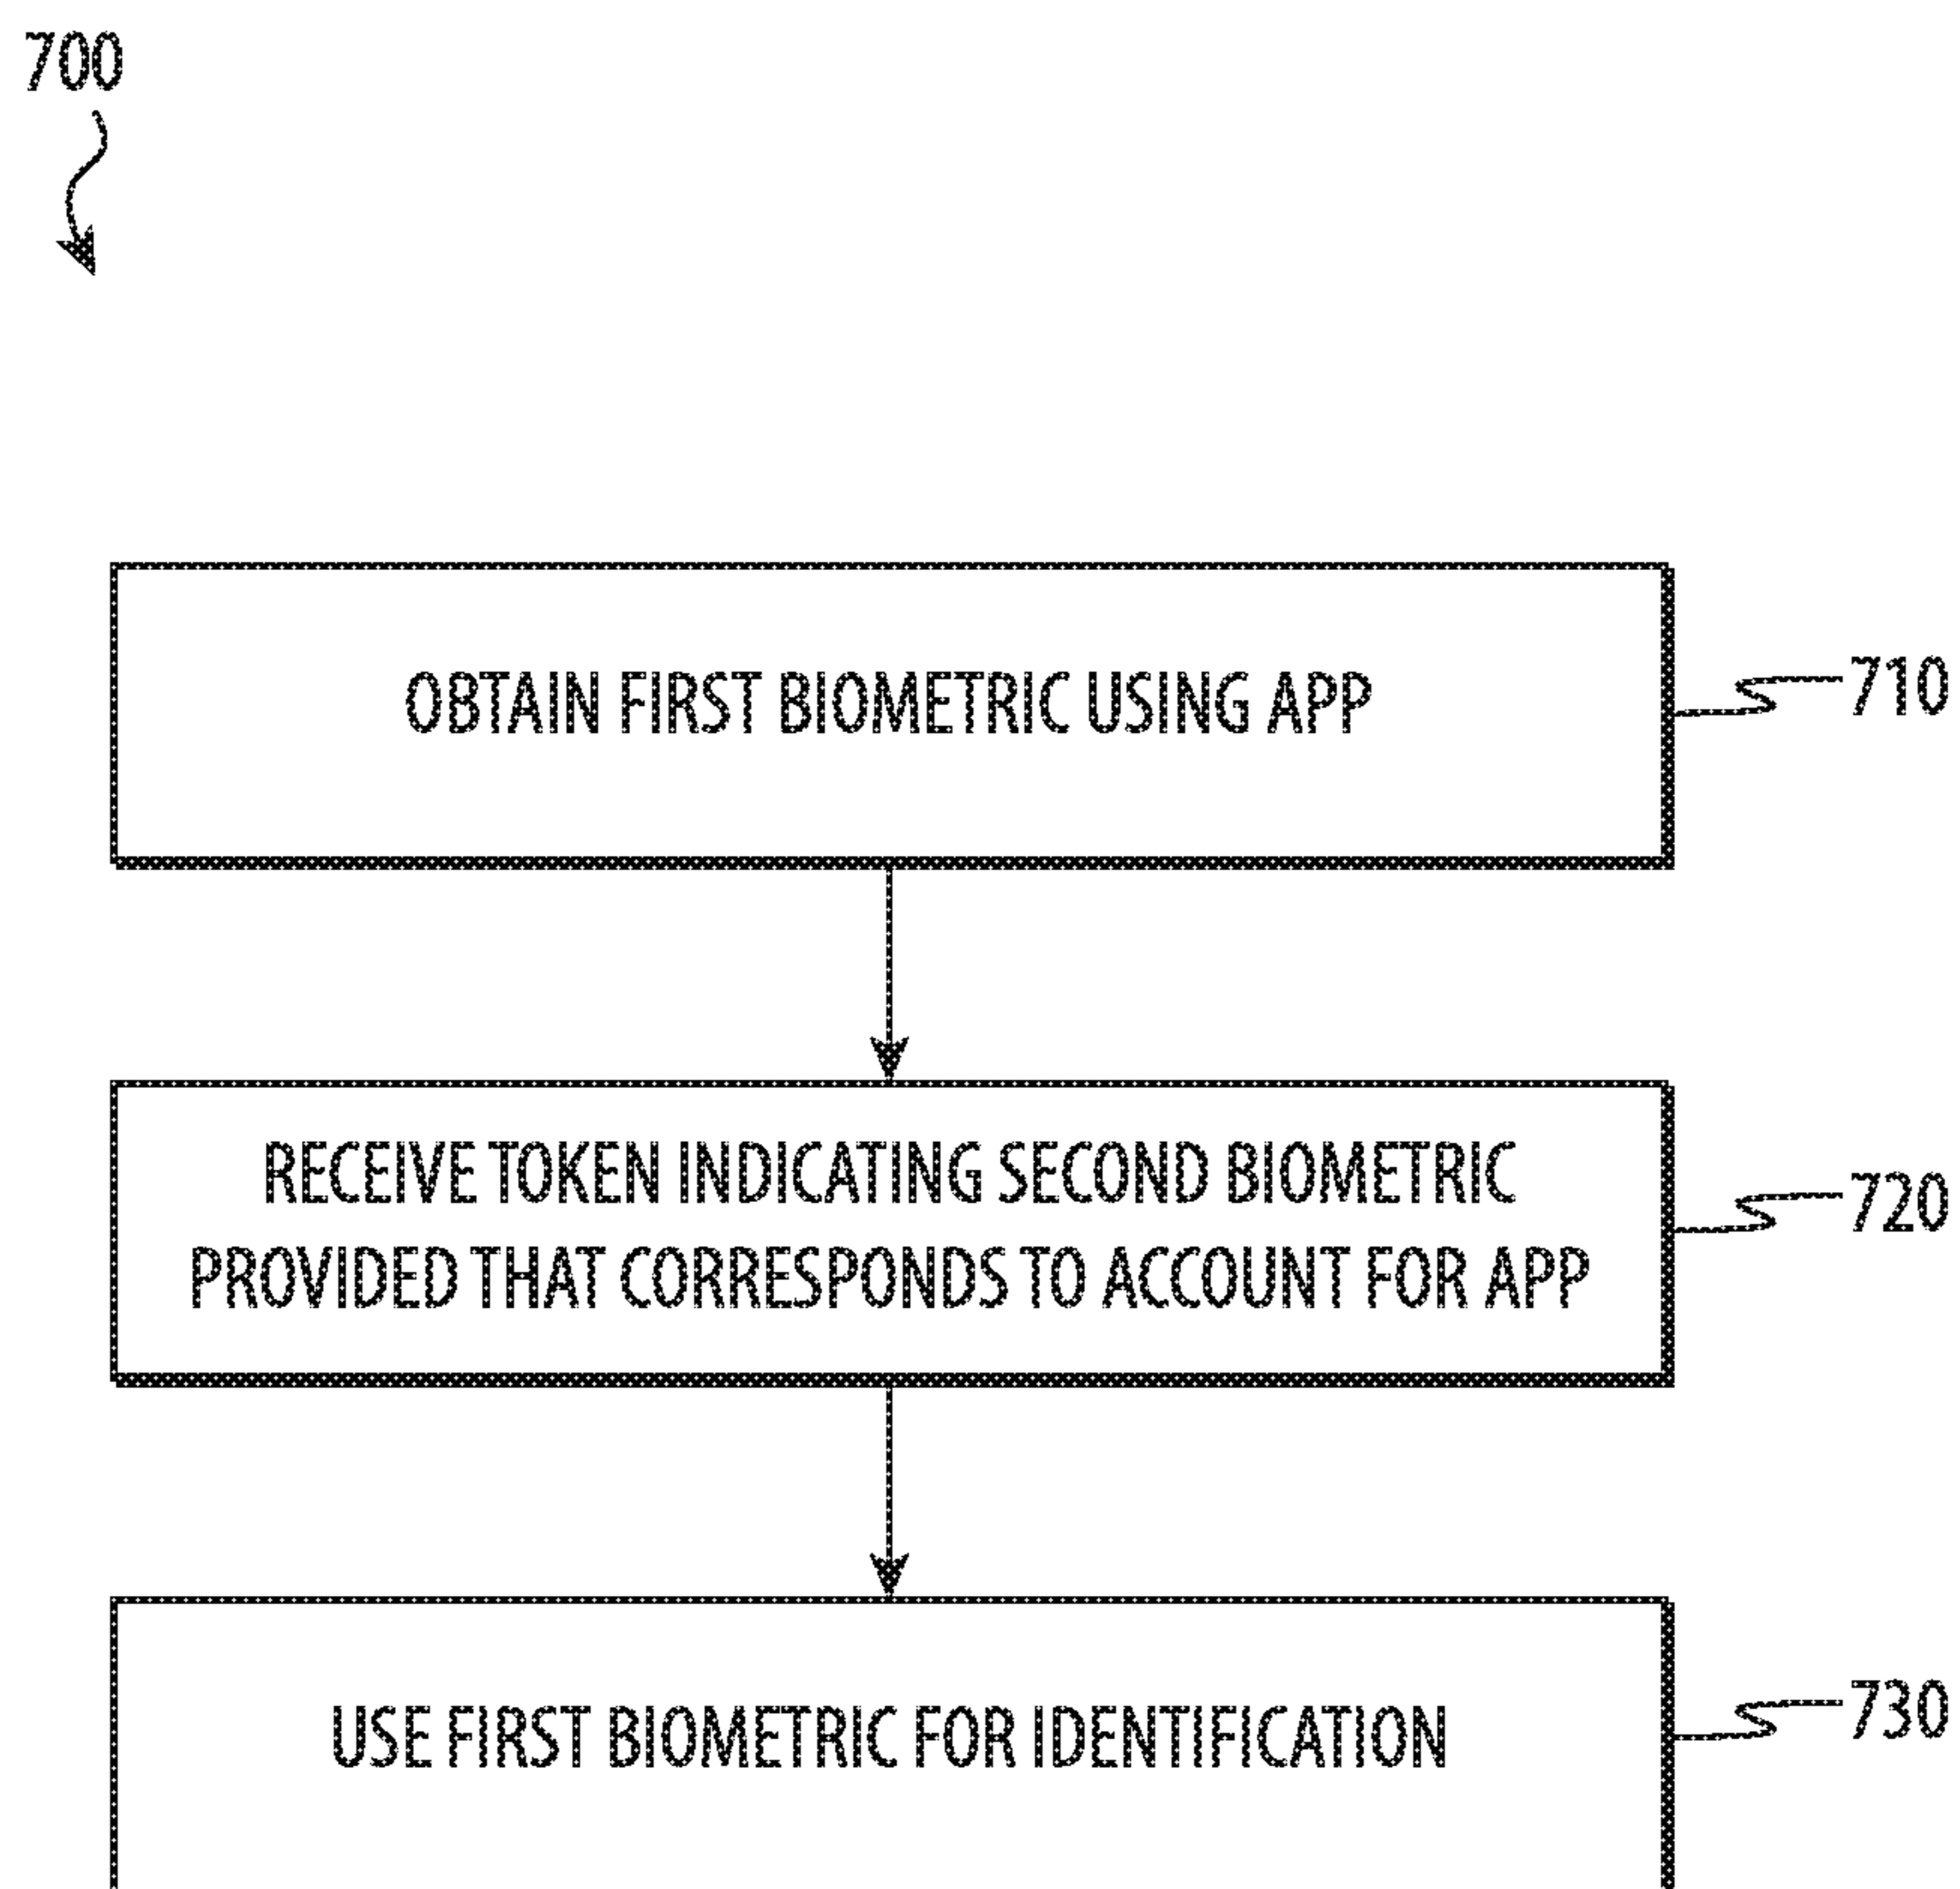 700
OBTAIN FIRST BIOMETRIC USING APP
710
RECEIVE TOKEN INDICATING SECOND BIOMETRIC
PROVIDED THAT CORRESPONDS TO ACCOUNT FOR APP
720
USE FIRST BIOMETRIC FOR IDENTIFICATION
730